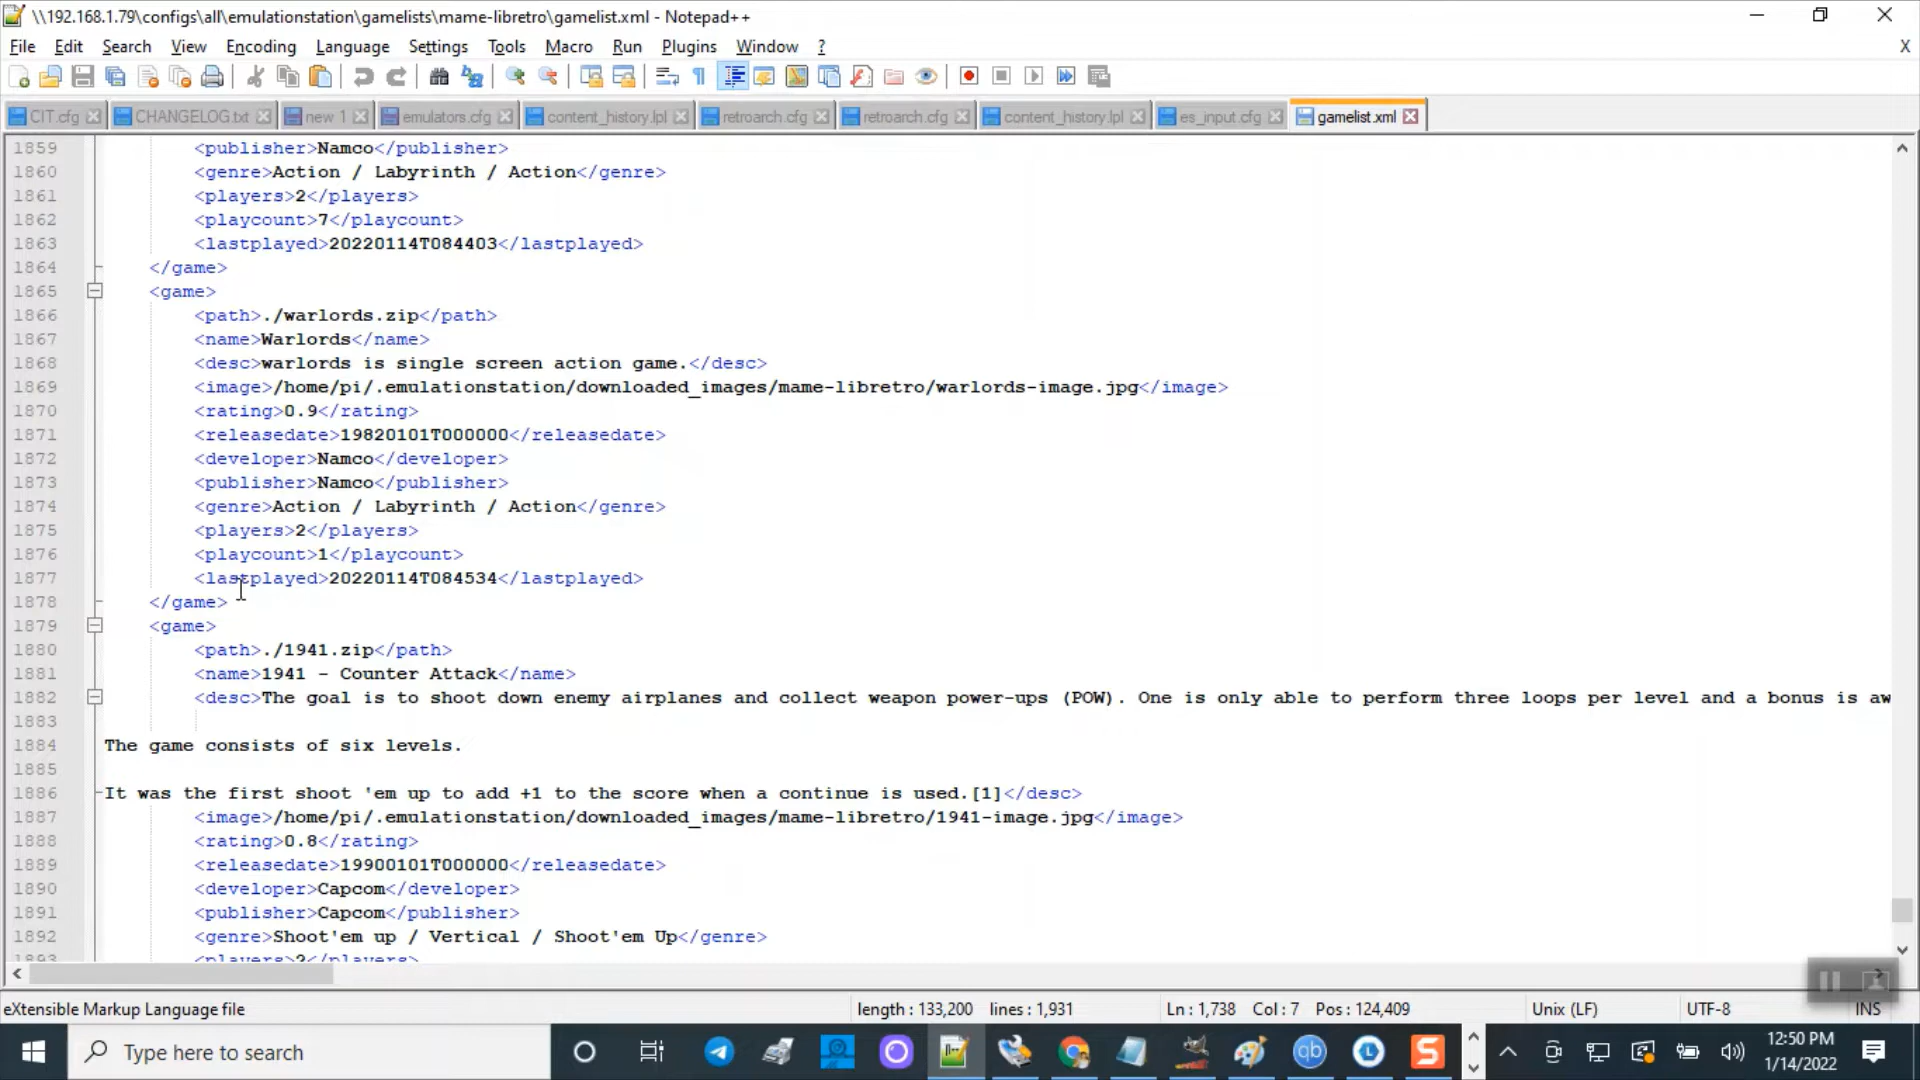 \\192.168.1.79\configs\all\emulationstation\gamelists\mame-libretro\gamelist.xml - Notepad++
File Edit Search View Encoding Language Settings Tools Macro Run Plugins Window ? X
CIT.cfg CHANGELOG.txt new 1 emulators.cfg content_history.lpl retroarch.cfg retroarch.cfg content_history.lpl es_input.cfg gamelist.xml
1859 <publisher>Namco</publisher>
1860 <genre>Action / Labyrinth / Action</genre>
1861 <players>2</players>
1862 <playcount>7</playcount>
1863 <lastplayed>20220114T084403</lastplayed>
1864 </game>
1865 <game>
1866 <path>./warlords.zip</path>
1867 <name>Warlords</name>
1868 <desc>warlords is single screen action game.</desc>
1869 <image>/home/pi/.emulationstation/downloaded_images/mame-libretro/warlords-image.jpg</image>
1870 <rating>0.9</rating>
1871 <releasedate>19820101T000000</releasedate>
1872 <developer>Namco</developer>
1873 <publisher>Namco</publisher>
1874 <genre>Action / Labyrinth / Action</genre>
1875 <players>2</players>
1876 <playcount>1</playcount>
1877 <lastplayed>20220114T084534</lastplayed>
1878 </game>
1879 <game>
1880 <path>./1941.zip</path>
1881 <name>1941 - Counter Attack</name>
1882 <desc>The goal is to shoot down enemy airplanes and collect weapon power-ups (POW). One is only able to perform three loops per level and a bonus is aw
1883
1884 The game consists of six levels.
1885
1886 It was the first shoot 'em up to add +1 to the score when a continue is used.[1]</desc>
1887 <image>/home/pi/.emulationstation/downloaded_images/mame-libretro/1941-image.jpg</image>
1888 <rating>0.8</rating>
1889 <releasedate>19900101T000000</releasedate>
1890 <developer>Capcom</developer>
1891 <publisher>Capcom</publisher>
1892 <genre>Shoot'em up / Vertical / Shoot'em Up</genre>
1893 <players>2</players>
eXtensible Markup Language file length : 133,200 lines : 1,931 Ln : 1,738 Col : 7 Pos : 124,409 Unix (LF) UTF-8 INS
Type here to search
12:50 PM
1/14/2022